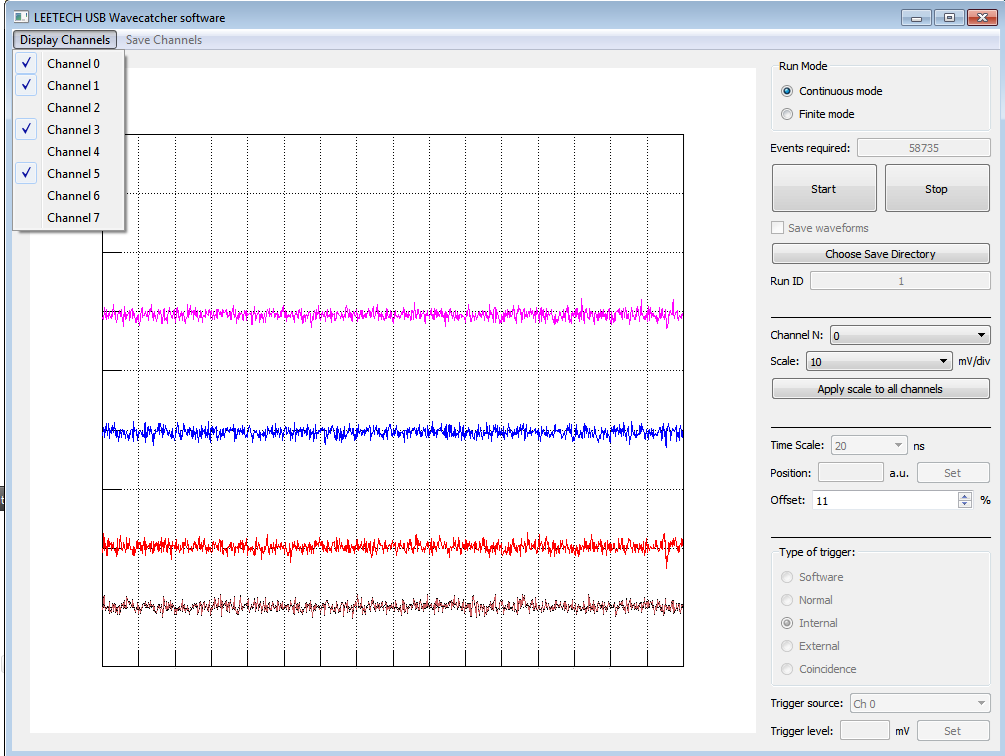 LEETECH USB Wavecatcher software
Display Channels Save Channels
Channel 0
Channel 1
Channel 2
Channel 3
Channel 4
Channel 5
Channel 6
Channel 7
Run Mode
Continuous mode
Finite mode
Events required: 58735
Start Stop
Save waveforms
Choose Save Directory
Run ID 1
Channel N: 0
Scale: 10 mV/div
Apply scale to all channels
Time Scale: 20 ns
Position: a.u. Set
Offset: 11 %
Type of trigger:
Software
Normal
Internal
External
Coincidence
Trigger source: Ch 0
Trigger level: mV Set